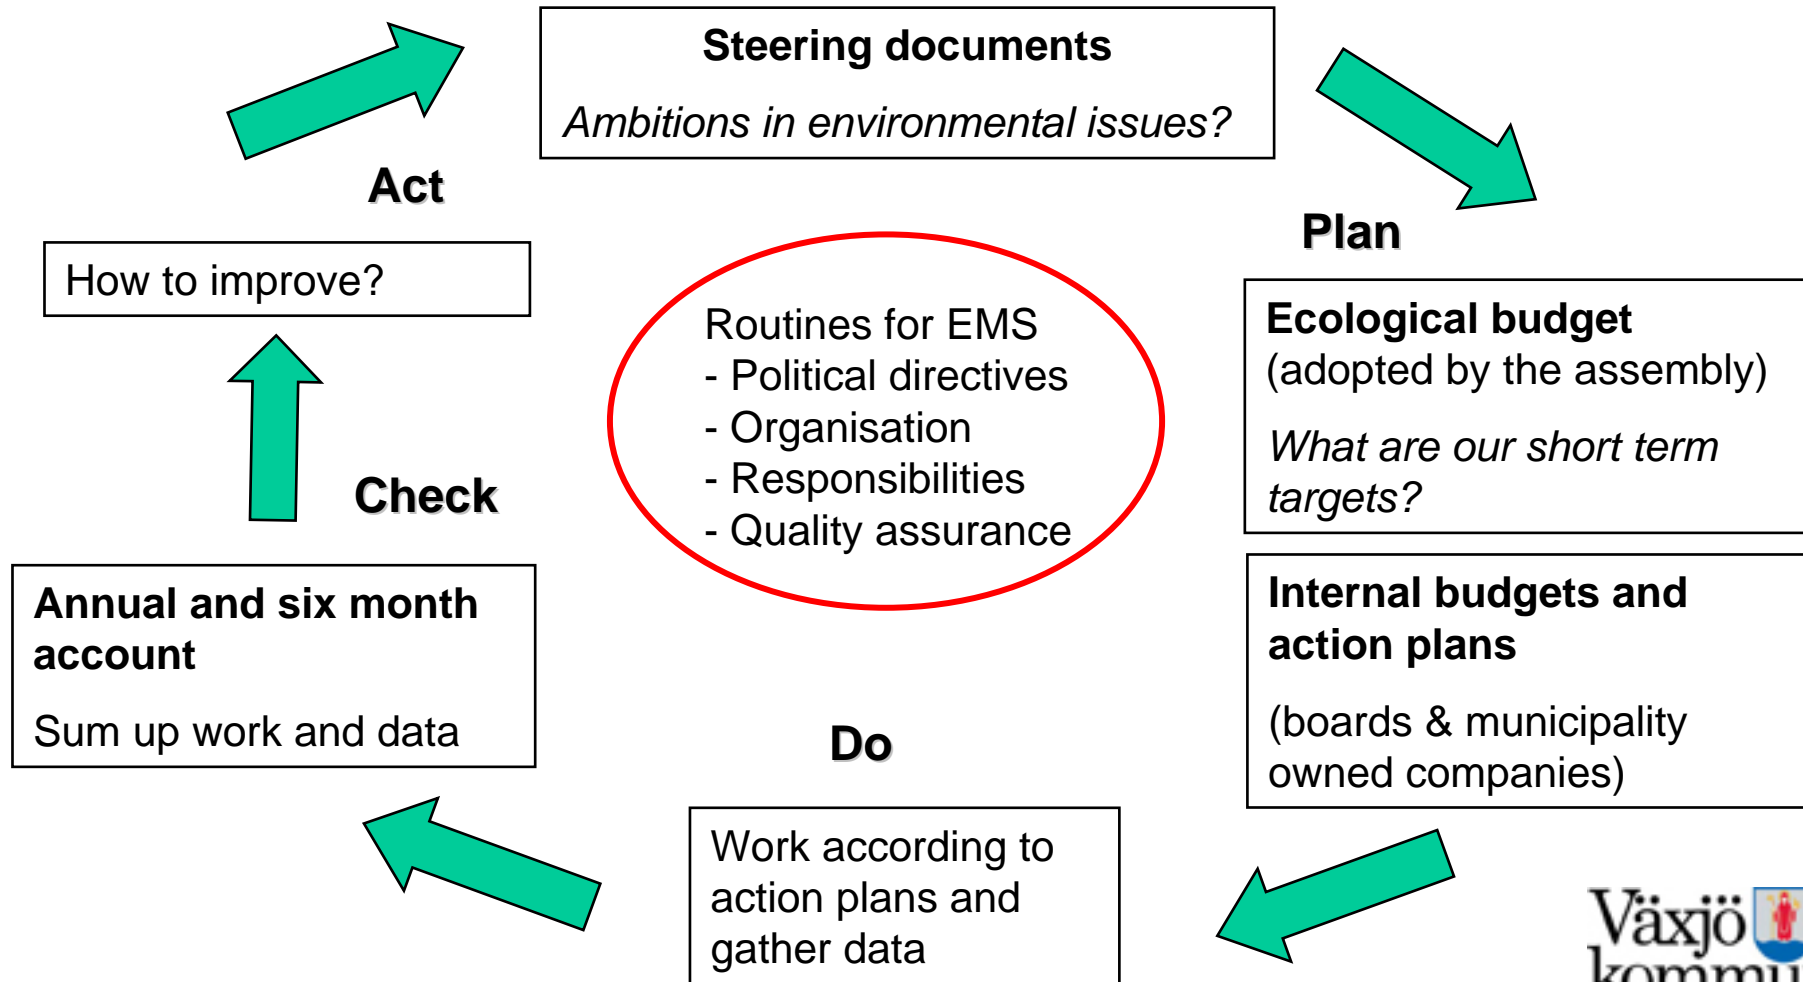 Steering documents
Ambitions in environmental issues?
Act
Plan
How to improve?
Routines for EMS
- Political directives
- Organisation
- Responsibilities
- Quality assurance
Ecological budget
(adopted by the assembly)
What are our short term
targets?
Check
Annual and six month
account
Sum up work and data
Internal budgets and
action plans
(boards & municipality
owned companies)
Do
Work according to
action plans and
gather data
Växjö